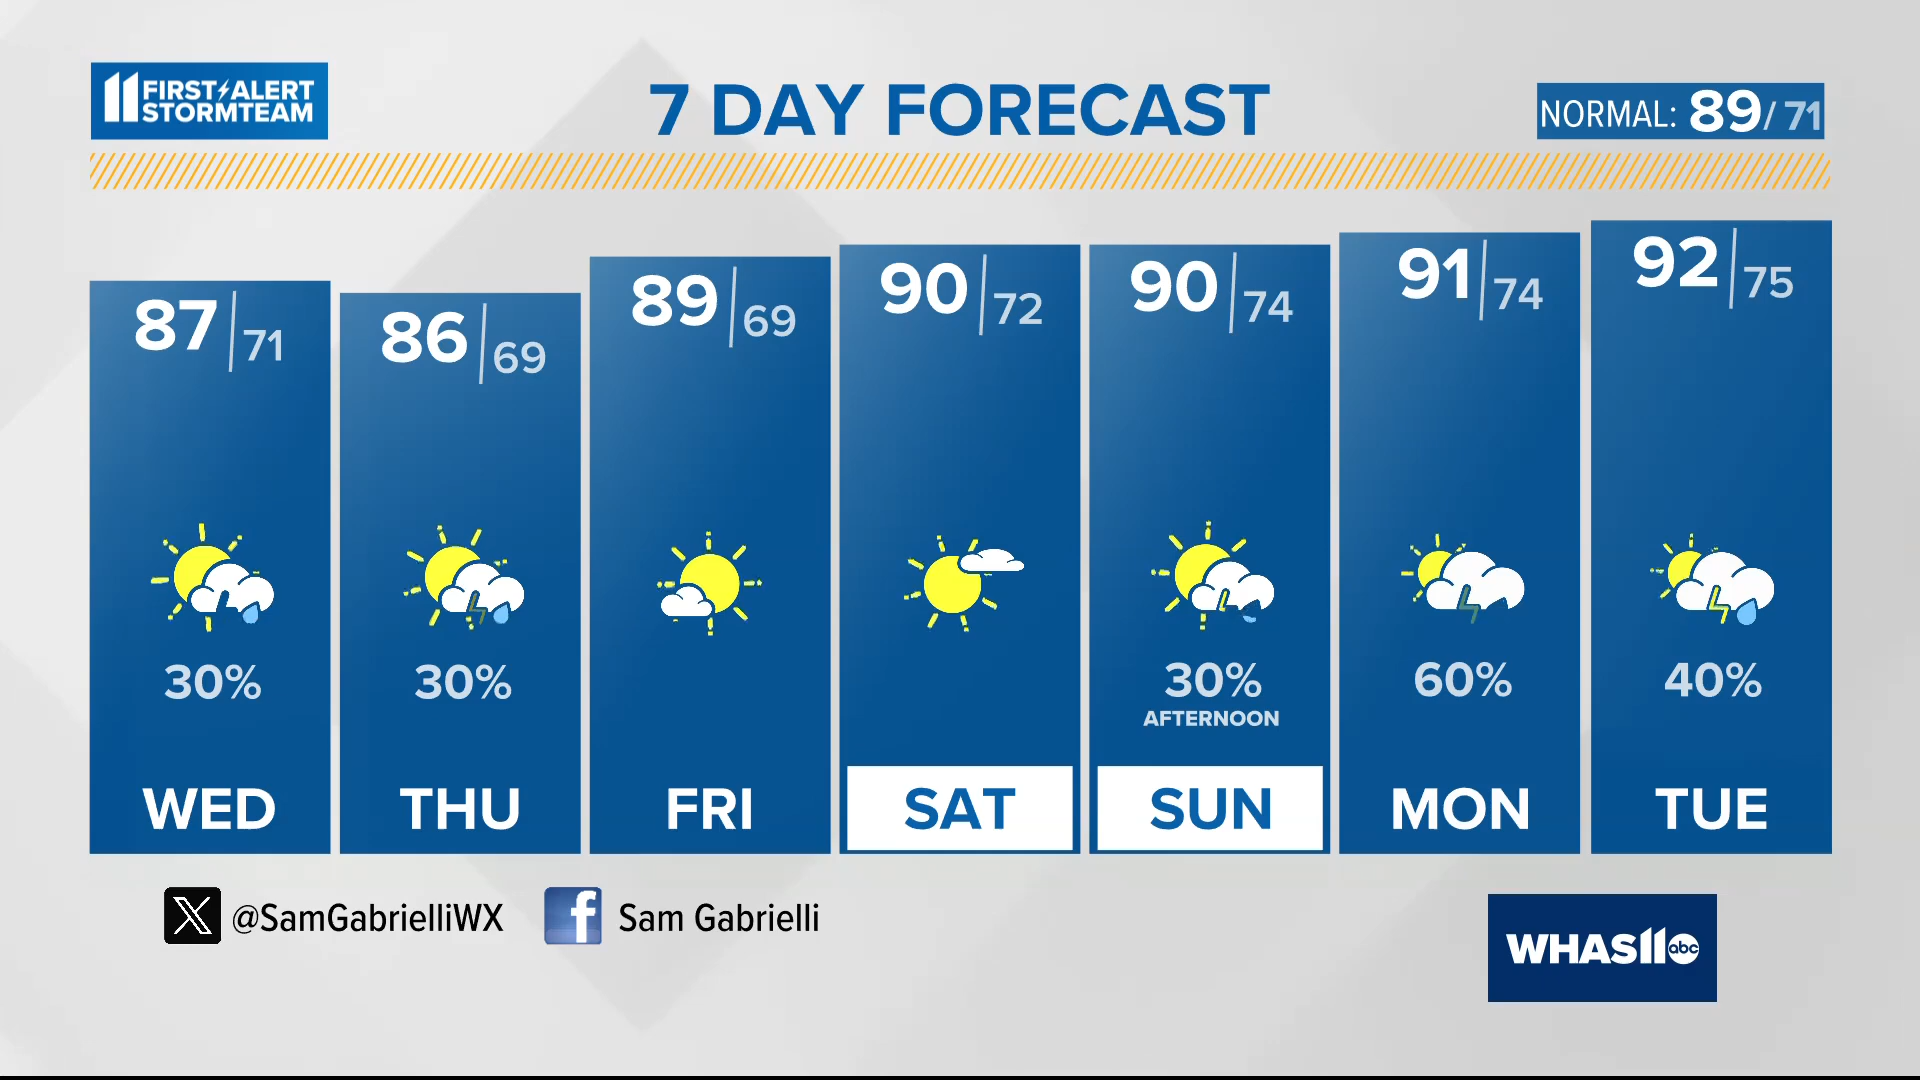 11 FIRST ALERT
STORMTEAM
7 DAY FORECAST
NORMAL: 89/71
87/71
86/69
89/69
90/72
90/74
91/74
92/75
30%
30%
30%
AFTERNOON
60%
40%
WED
THU
FRI
SAT
SUN
MON
TUE
@SamGabrielliWX
Sam Gabrielli
WHAS11 abc